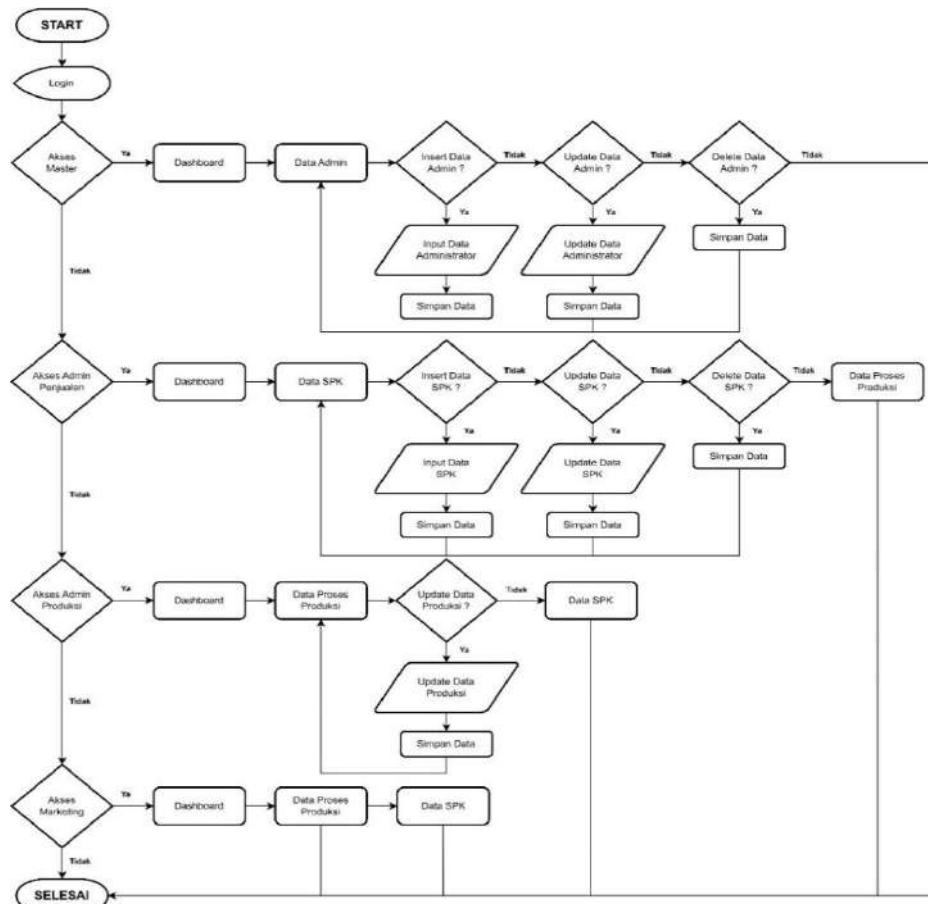 START
Login
Akses
Master
Ya
Dashboard
Data Admin
Insert Data
Admin ?
Tidak
Update Data
Admin ?
Tidak
Delete Data
Admin ?
Tidak
Ya
Ya
Ya
Input Data
Administrator
Update Data
Administrator
Simpan Data
Simpan Data
Simpan Data
Tidak
Akses Admin
Penjualan
Ya
Dashboard
Data SPK
Insert Data
SPK ?
Tidak
Update Data
SPK ?
Tidak
Delete Data
SPK ?
Tidak
Data Proses
Produksi
Ya
Ya
Ya
Input Data
SPK
Update Data
SPK
Simpan Data
Simpan Data
Simpan Data
Tidak
Akses Admin
Produksi
Ya
Dashboard
Data Proses
Produksi
Update Data
Produksi ?
Tidak
Data SPK
Ya
Update Data
Produksi
Simpan Data
Tidak
Akses
Marketing
Ya
Dashboard
Data Proses
Produksi
Data SPK
Tidak
SELESAI